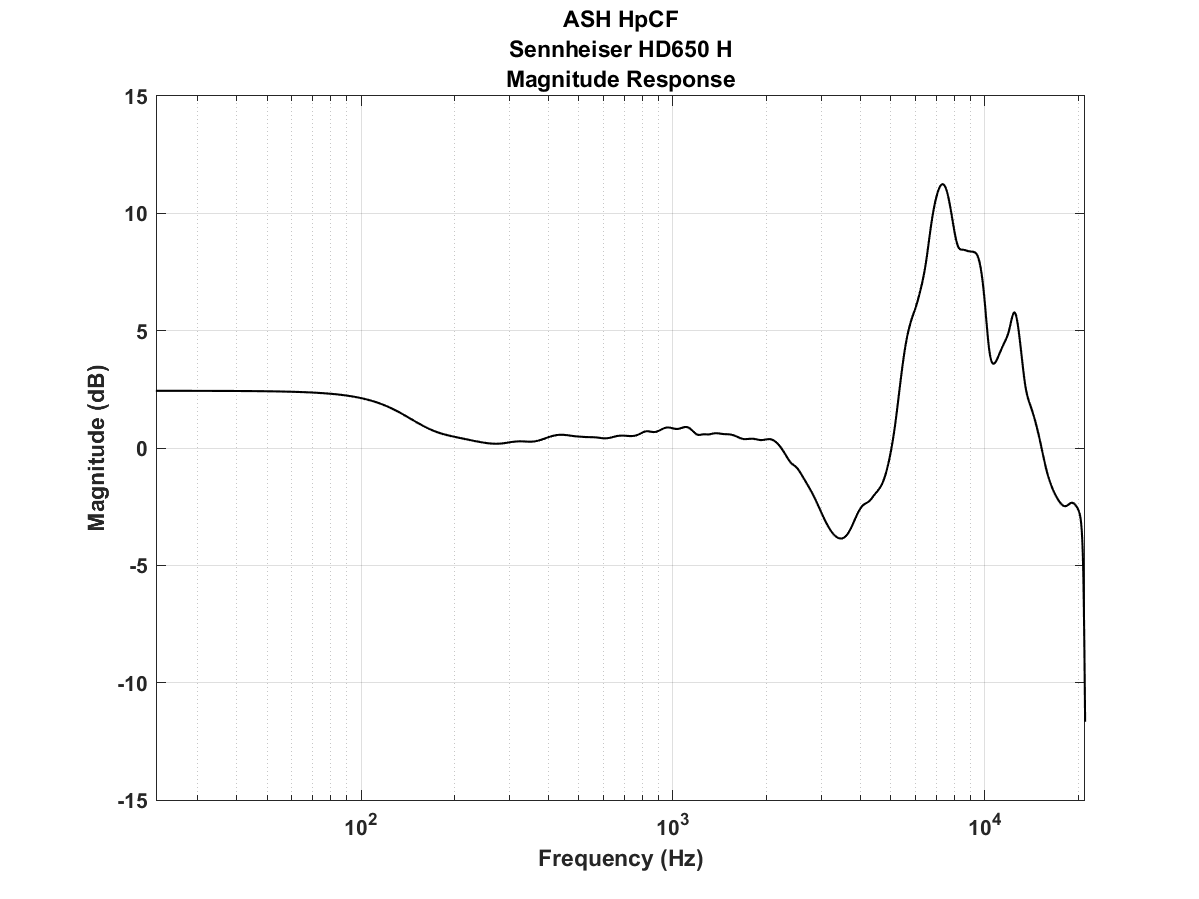 ASH HpCF
Sennheiser HD650 H
Magnitude Response
15
10
5
0
-5
-10
-15
Magnitude (dB)
10² 10³ 10⁴
Frequency (Hz)